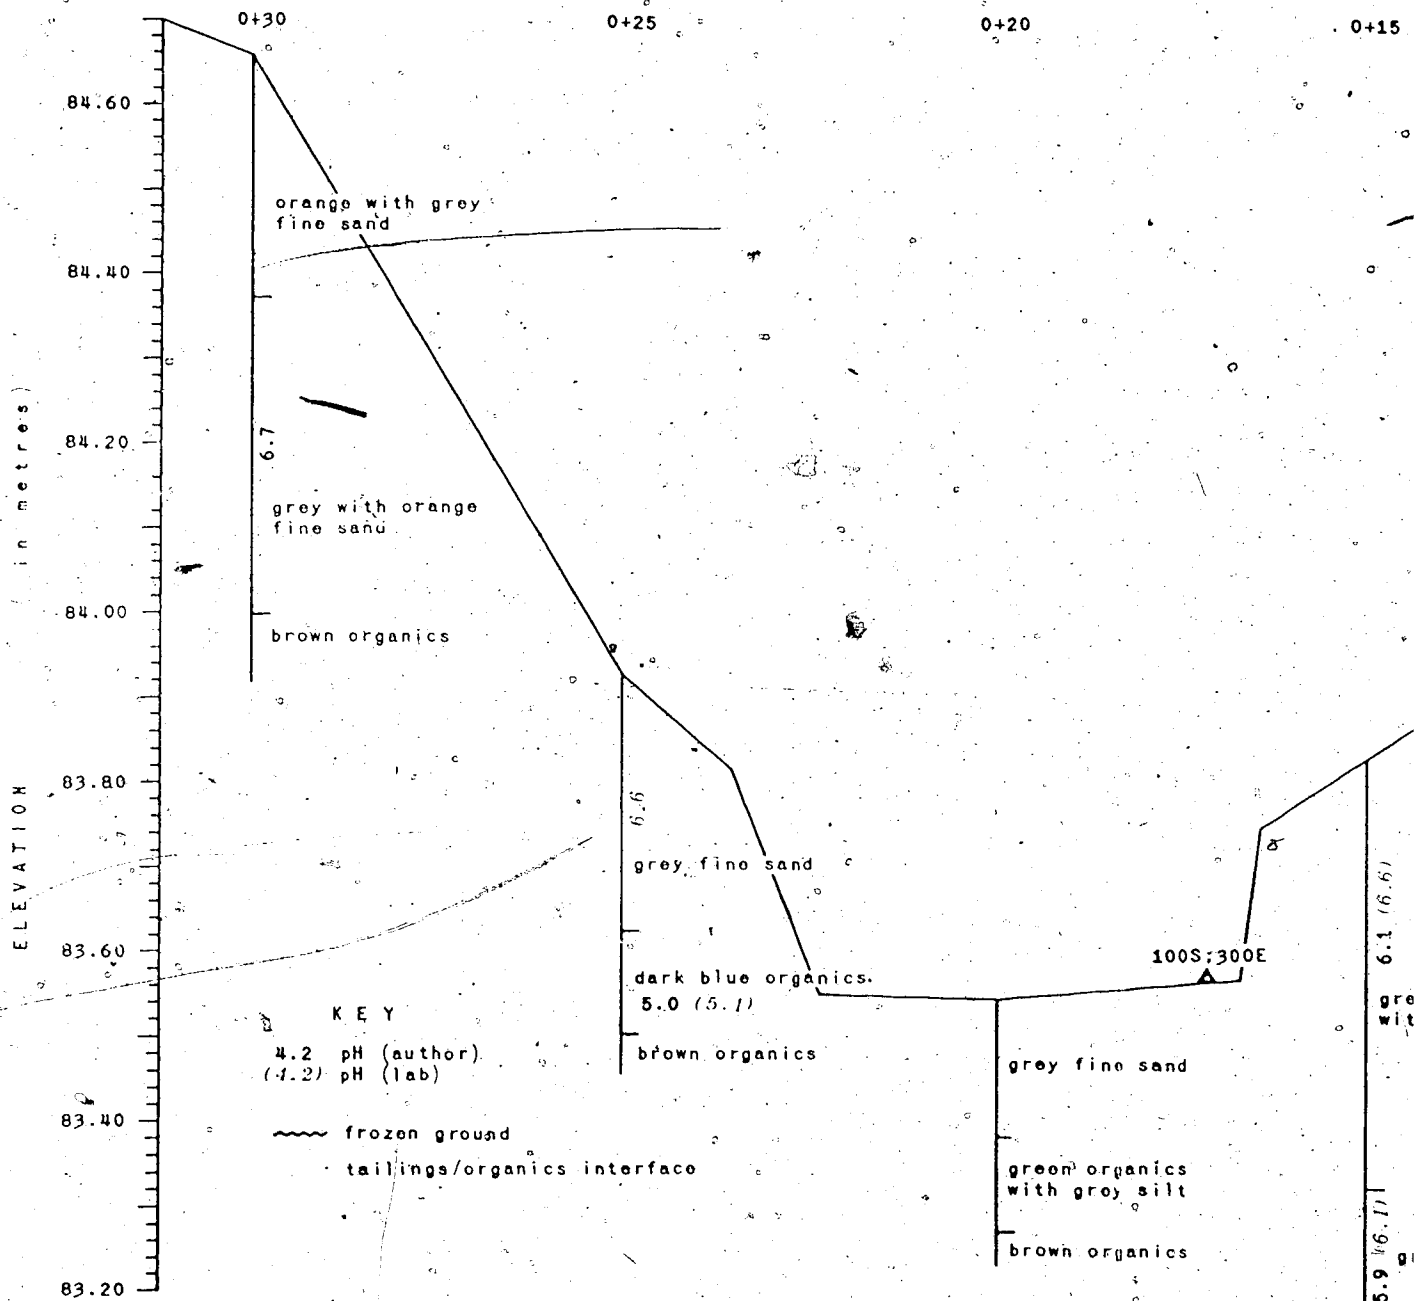 0+30 0+25 0+20 0+15
84.60
orange with grey
fine sand
84.40
84.20
6.7
grey with orange
fine sand
84.00
brown organics
ELEVATION (in metres)
83.80
6.6
grey fine sand
83.60
dark blue organics
5.0 (5.1)
brown organics
100S;300E
6.1 (6.6)
gre
wit
KEY
4.2 pH (author)
(4.2) pH (lab)
frozen ground
tailings/organics interface
83.40
grey fine sand
green organics
with grey silt
brown organics
5.9 (6.1)
83.20